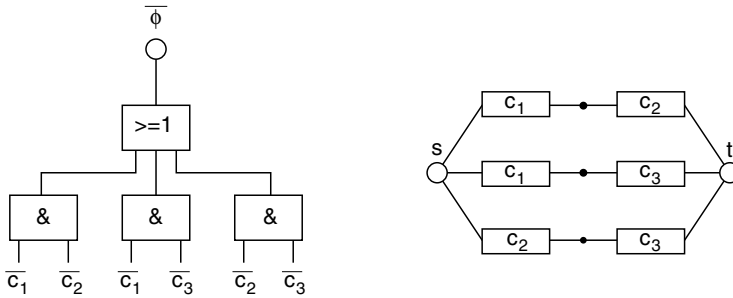 ϕ̅
>=1
& & &
c̅₁ c̅₂ c̅₁ c̅₃ c̅₂ c̅₃
c₁ c₂
s t
c₁ c₃
c₂ c₃